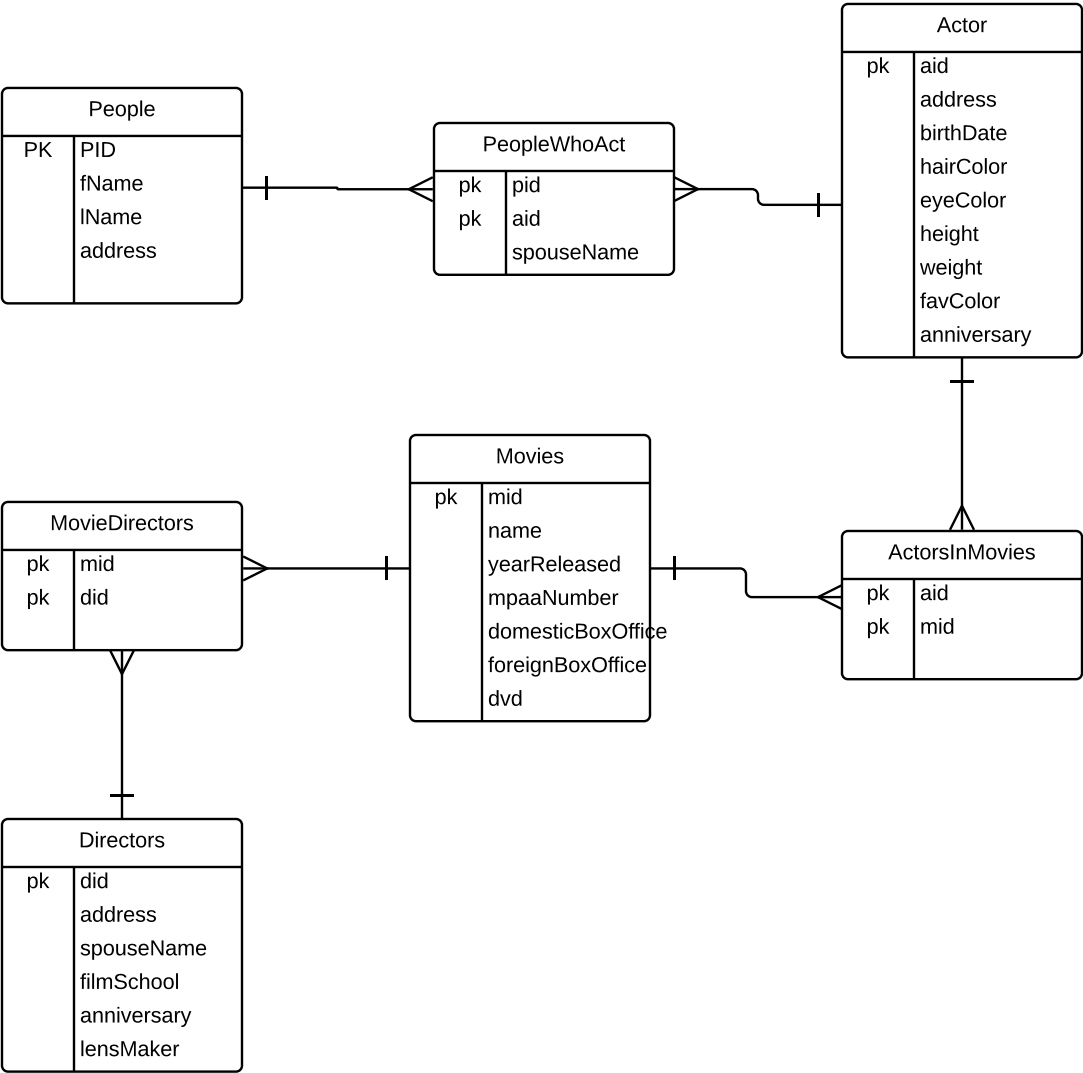 People
PK PID
fName
lName
address
PeopleWhoAct
pk pid
pk aid
spouseName
Actor
pk aid
address
birthDate
hairColor
eyeColor
height
weight
favColor
anniversary
MovieDirectors
pk mid
pk did
Movies
pk mid
name
yearReleased
mpaaNumber
domesticBoxOffice
foreignBoxOffice
dvd
ActorsInMovies
pk aid
pk mid
Directors
pk did
address
spouseName
filmSchool
anniversary
lensMaker